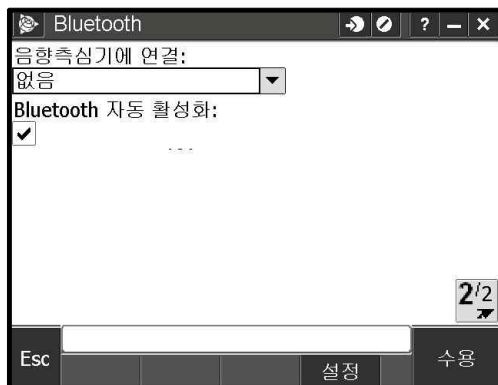 Bluetooth
? – ×
음향측심기에 연결:
없음
Bluetooth 자동 활성화:
2/2
Esc
설정
수용